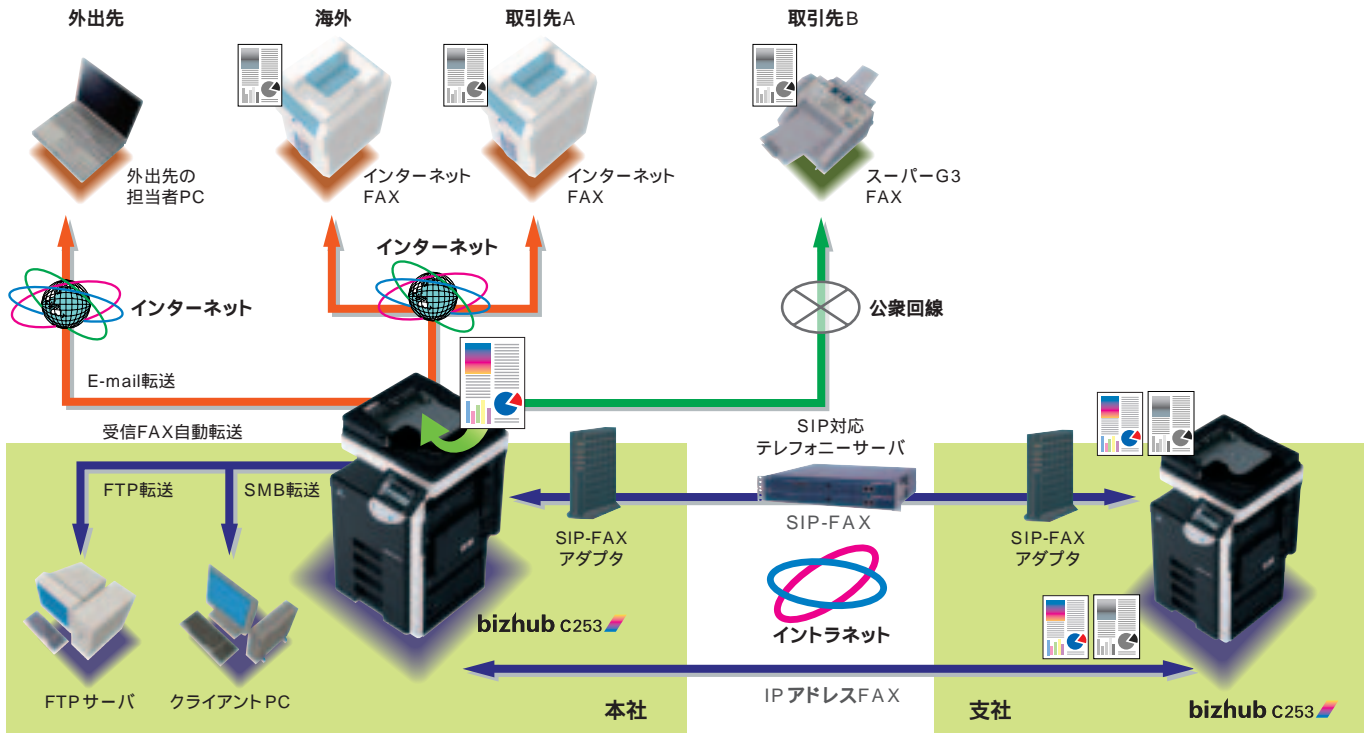 外出先
海外
取引先A
取引先B
外出先の
担当者PC
インターネット
FAX
インターネット
FAX
スーパーG3
FAX
インターネット
インターネット
公衆回線
E-mail転送
受信FAX自動転送
FTP転送
SMB転送
SIP対応
テレフォニーサーバ
SIP-FAX
SIP-FAX
アダプタ
SIP-FAX
アダプタ
イントラネット
bizhub C253
IPアドレスFAX
FTPサーバ
クライアントPC
本社
支社
bizhub C253